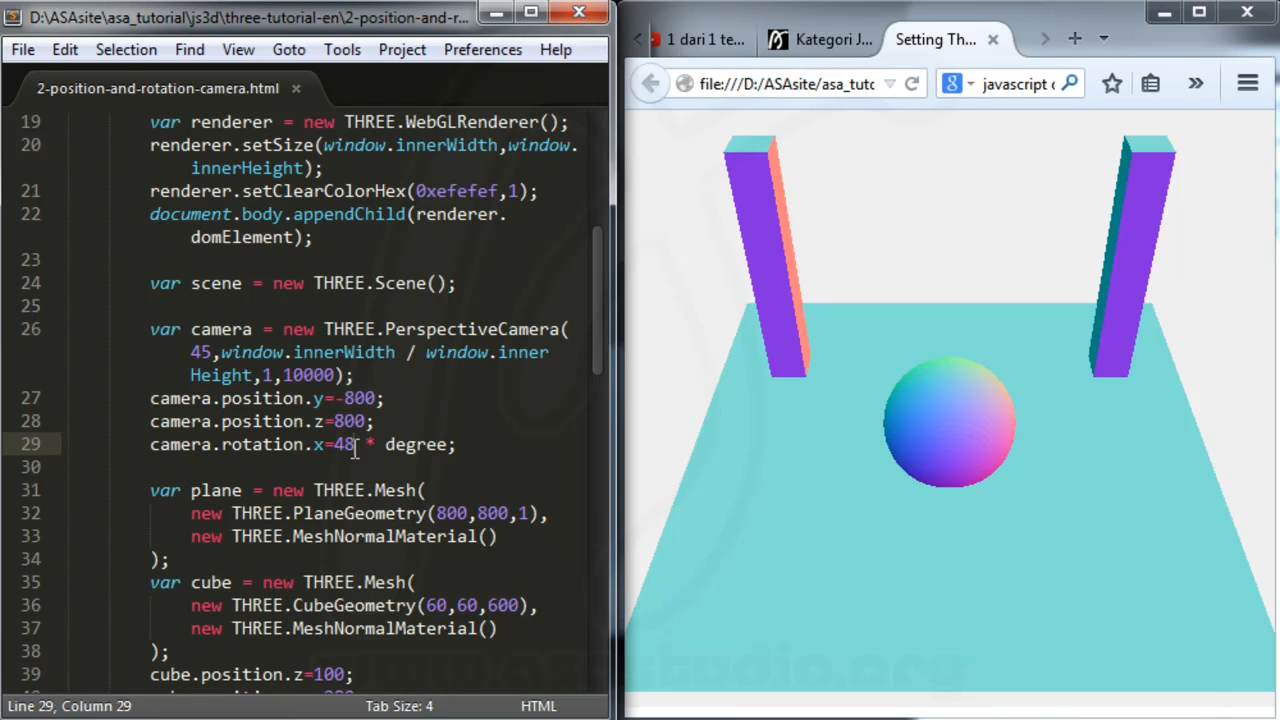 D:\ASAsite\asa_tutorial\js3d\three-tutorial-en\2-position-and-r...
File Edit Selection Find View Goto Tools Project Preferences Help
2-position-and-rotation-camera.html
19 var renderer = new THREE.WebGLRenderer();
20 renderer.setSize(window.innerWidth,window.
innerHeight);
21 renderer.setClearColorHex(0xefefef,1);
22 document.body.appendChild(renderer.
domElement);
23
24 var scene = new THREE.Scene();
25
26 var camera = new THREE.PerspectiveCamera(
45,window.innerWidth / window.inner
Height,1,10000);
27 camera.position.y=-800;
28 camera.position.z=800;
29 camera.rotation.x=48 * degree;
30
31 var plane = new THREE.Mesh(
32 new THREE.PlaneGeometry(800,800,1),
33 new THREE.MeshNormalMaterial()
34 );
35 var cube = new THREE.Mesh(
36 new THREE.CubeGeometry(60,60,600),
37 new THREE.MeshNormalMaterial()
38 );
39 cube.position.z=100;
Line 29, Column 29 Tab Size: 4 HTML
1 dari 1 te... Kategori J... Setting Th...
file:///D:/ASAsite/asa_tuto 8 javascript c